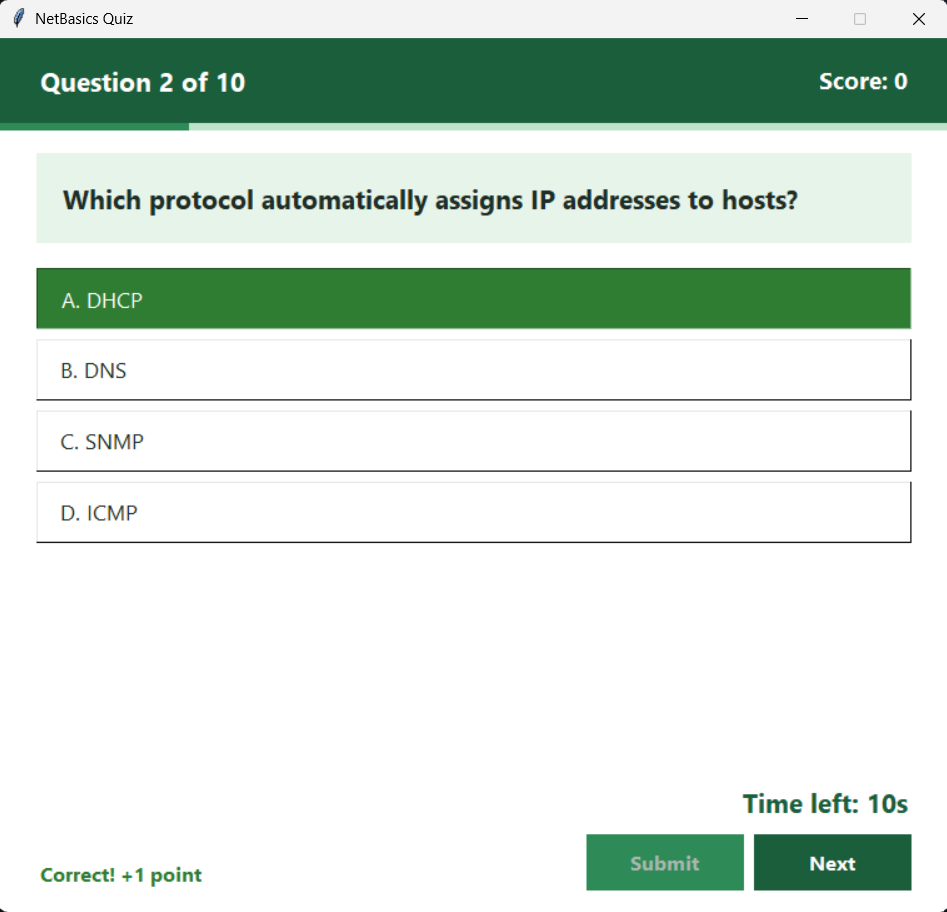 NetBasics Quiz
Question 2 of 10
Score: 0
Which protocol automatically assigns IP addresses to hosts?
A. DHCP
B. DNS
C. SNMP
D. ICMP
Time left: 10s
Correct! +1 point
Submit
Next